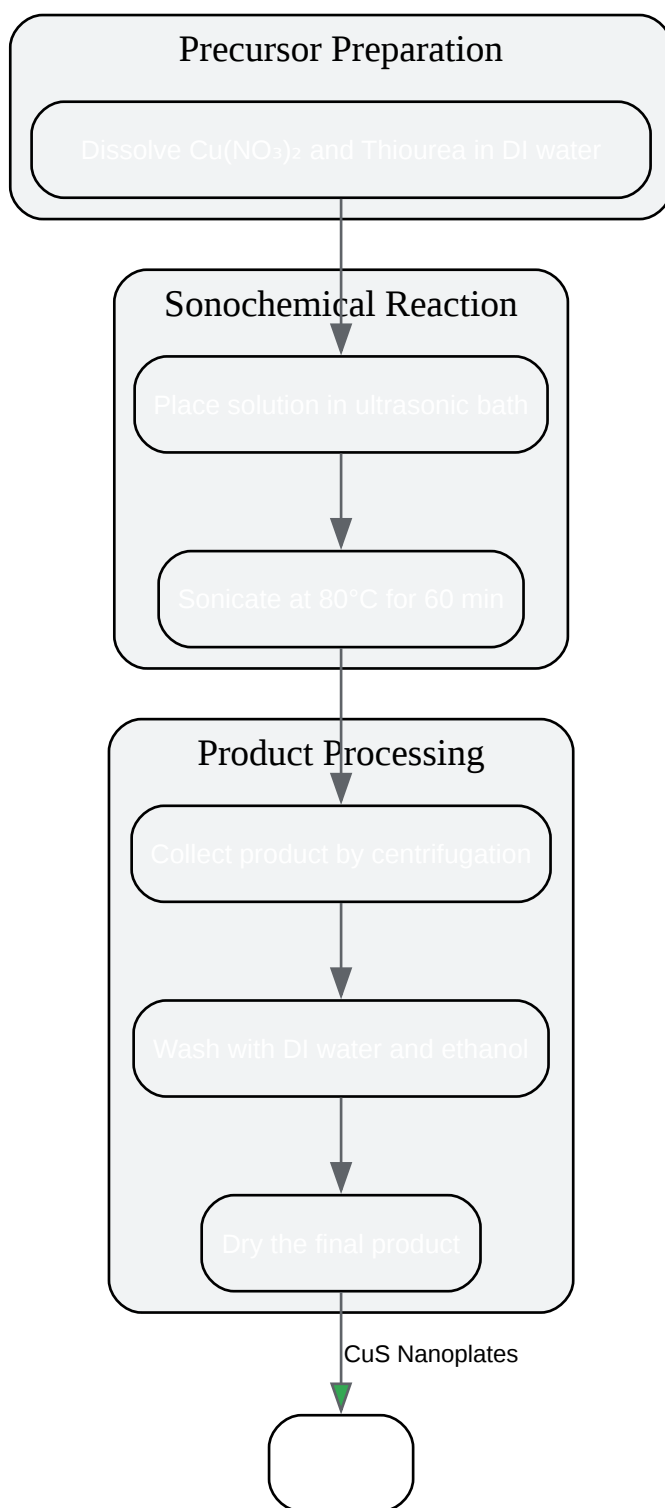 Precursor Preparation
Dissolve Cu(NO₃)₂ and Thiourea in DI water
Sonochemical Reaction
Place solution in ultrasonic bath
Sonicate at 80°C for 60 min
Product Processing
Collect product by centrifugation
Wash with DI water and ethanol
Dry the final product
CuS Nanoplates